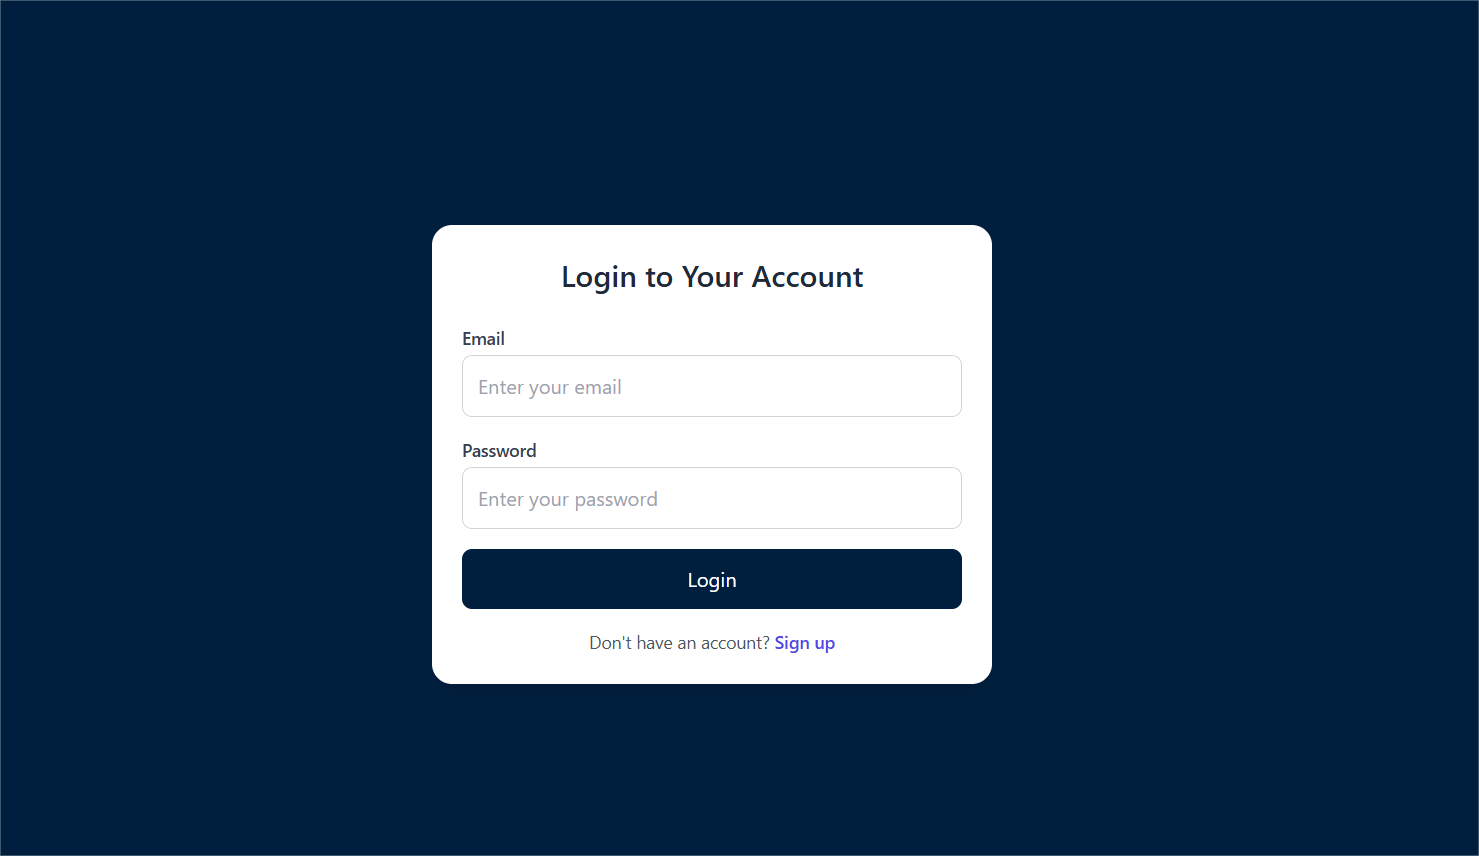 Login to Your Account
Email
Enter your email
Password
Enter your password
Login
Don't have an account? Sign up